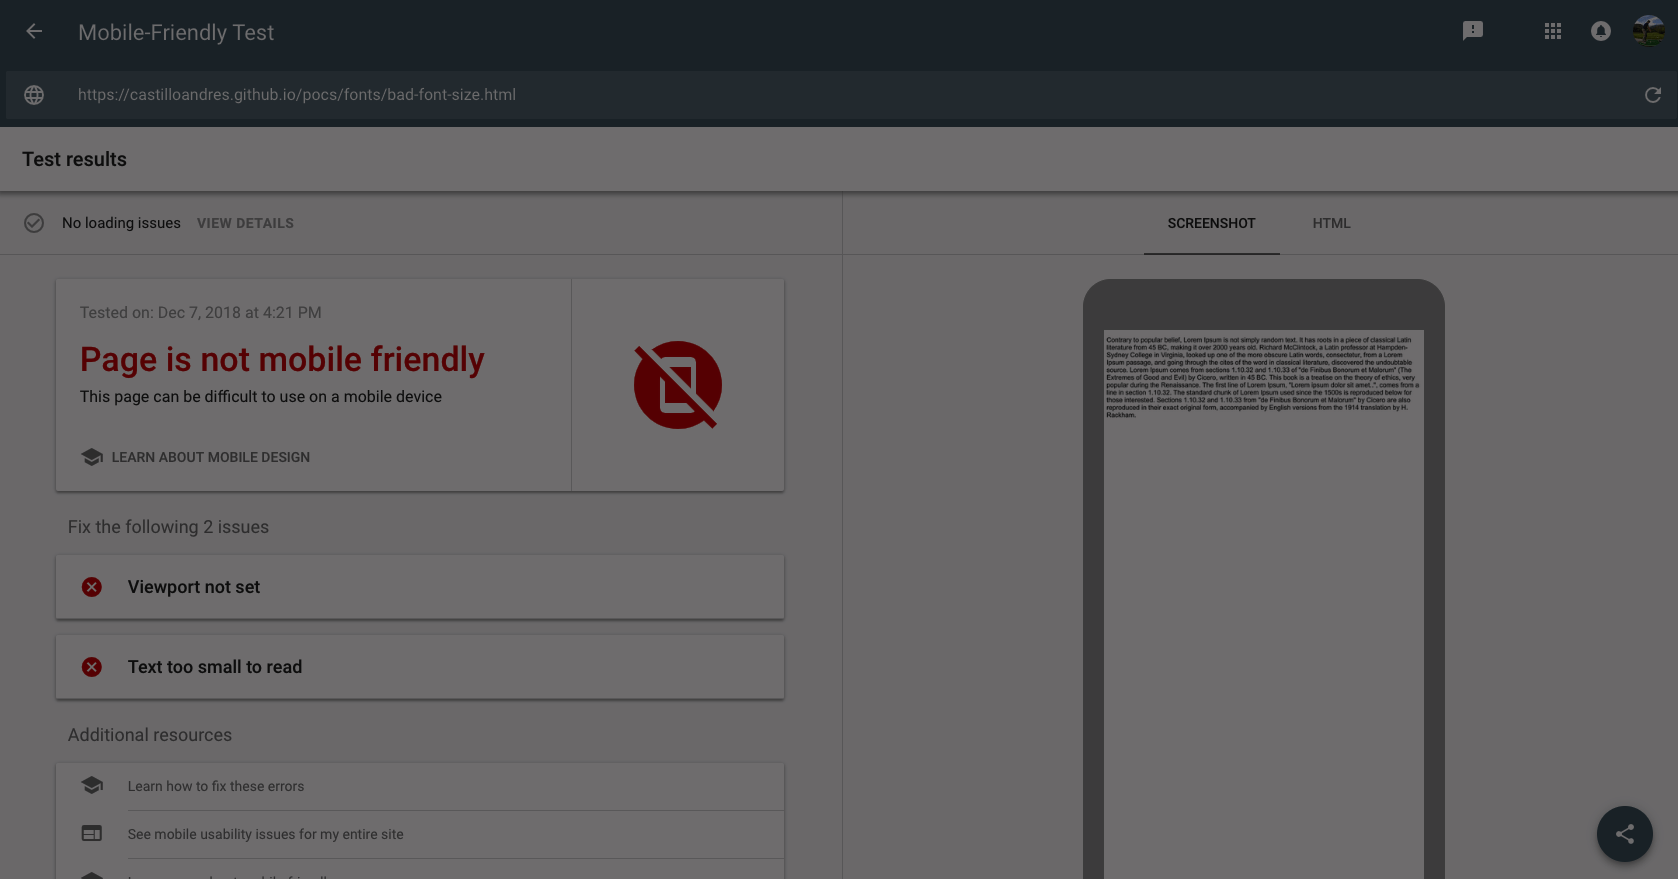 Mobile-Friendly Test
https://castilloandres.github.io/pocs/fonts/bad-font-size.html
Test results
No loading issues VIEW DETAILS
SCREENSHOT HTML
Tested on: Dec 7, 2018 at 4:21 PM
Page is not mobile friendly
This page can be difficult to use on a mobile device
LEARN ABOUT MOBILE DESIGN
Fix the following 2 issues
Viewport not set
Text too small to read
Additional resources
Learn how to fix these errors
See mobile usability issues for my entire site
Contrary to popular belief, Lorem Ipsum is not simply random text. It has roots in a piece of classical Latin
literature from 45 BC, making it over 2000 years old. Richard McClintock, a Latin professor at Hampden-
Sydney College in Virginia, looked up one of the more obscure Latin words, consectetur, from a Lorem
Ipsum passage, and going through the cites of the word in classical literature, discovered the undoubtable
source. Lorem Ipsum comes from sections 1.10.32 and 1.10.33 of "de Finibus Bonorum et Malorum" (The
Extremes of Good and Evil) by Cicero, written in 45 BC. This book is a treatise on the theory of ethics, very
popular during the Renaissance. The first line of Lorem Ipsum, "Lorem ipsum dolor sit amet..", comes from a
line in section 1.10.32. The standard chunk of Lorem Ipsum used since the 1500s is reproduced below for
those interested. Sections 1.10.32 and 1.10.33 from "de Finibus Bonorum et Malorum" by Cicero are also
reproduced in their exact original form, accompanied by English versions from the 1914 translation by H.
Rackham.